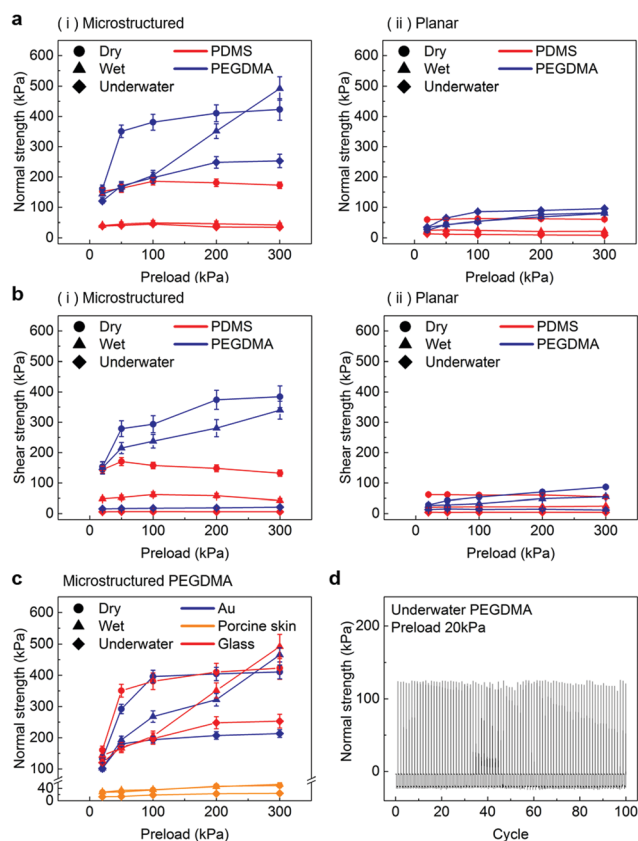 a
( i ) Microstructured
( ii ) Planar
600
500
400
300
200
100
0
Normal strength (kPa)
Dry
Wet
Underwater
PDMS
PEGDMA
0 100 200 300
Preload (kPa)
600
500
400
300
200
100
0
Normal strength (kPa)
Dry
Wet
Underwater
PDMS
PEGDMA
0 100 200 300
Preload (kPa)
b
( i ) Microstructured
( ii ) Planar
600
500
400
300
200
100
0
Shear strength (kPa)
Dry
Wet
Underwater
PDMS
PEGDMA
0 100 200 300
Preload (kPa)
600
500
400
300
200
100
0
Shear strength (kPa)
Dry
Wet
Underwater
PDMS
PEGDMA
0 100 200 300
Preload (kPa)
c
Microstructured PEGDMA
600
500
400
300
200
100
40
0
Normal strength (kPa)
Dry
Wet
Underwater
Au
Porcine skin
Glass
0 100 200 300
Preload (kPa)
d
Underwater PEGDMA
Preload 20kPa
200
100
0
Normal strength (kPa)
0 20 40 60 80 100
Cycle